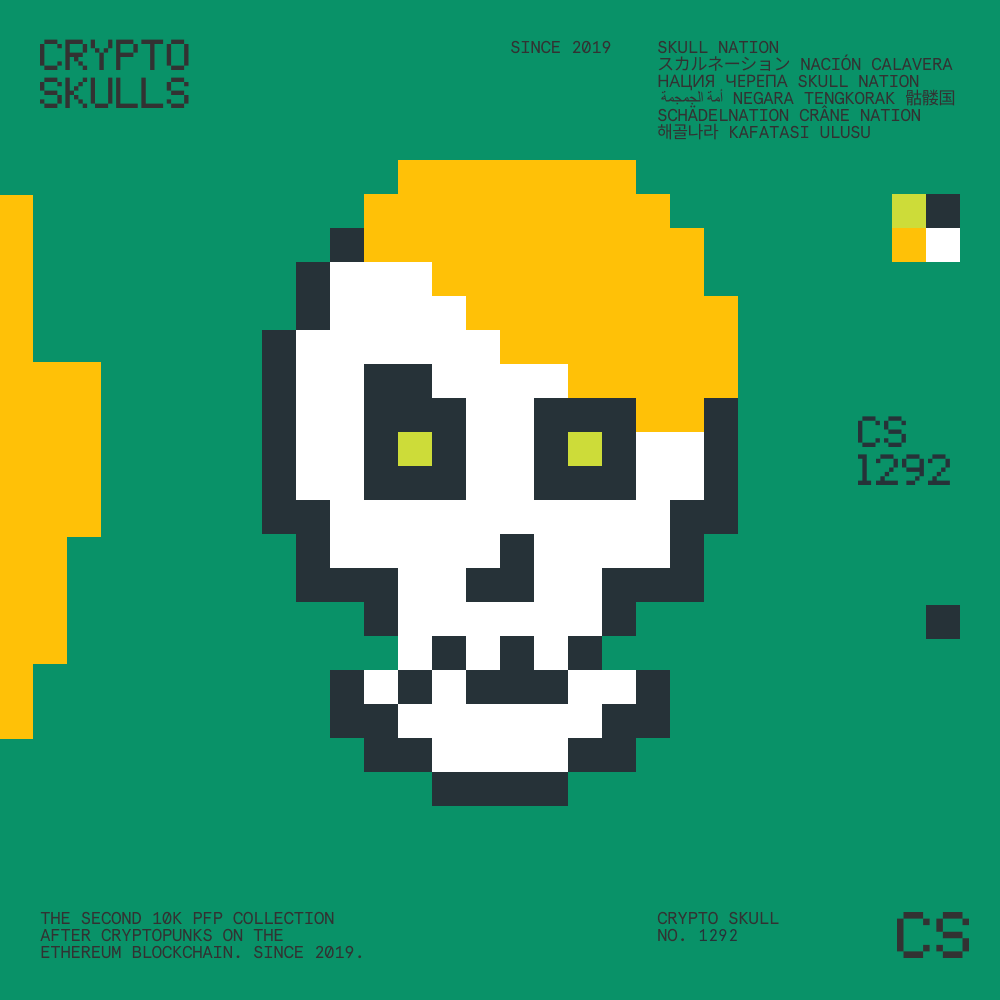 CRYPTO
SKULLS
SINCE 2019
SKULL NATION
スカルネーション NACIÓN CALAVERA
НАЦИЯ ЧЕРЕПА SKULL NATION
أمة الجمجمة NEGARA TENGKORAK 骷髅国
SCHÄDELNATION CRÂNE NATION
해골나라 KAFATASI ULUSU
CS
1292
THE SECOND 10K PFP COLLECTION
AFTER CRYPTOPUNKS ON THE
ETHEREUM BLOCKCHAIN. SINCE 2019.
CRYPTO SKULL
NO. 1292
CS